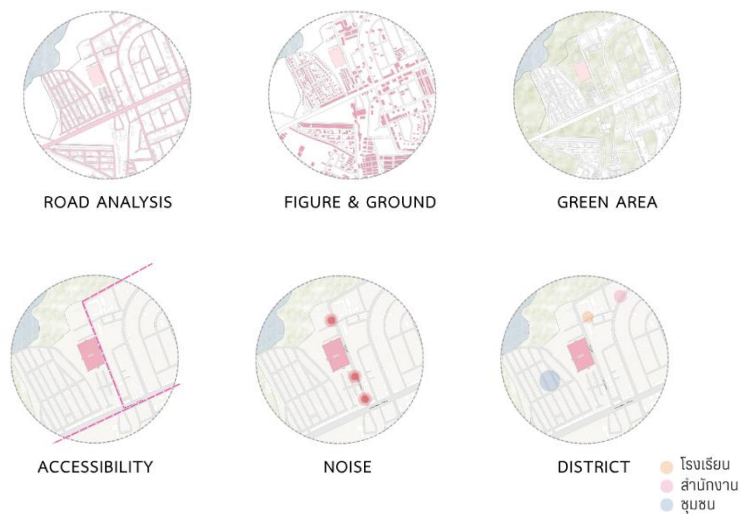 ROAD ANALYSIS
FIGURE & GROUND
GREEN AREA
ACCESSIBILITY
NOISE
DISTRICT
โรงเรียน
สำนักงาน
ชุมชน